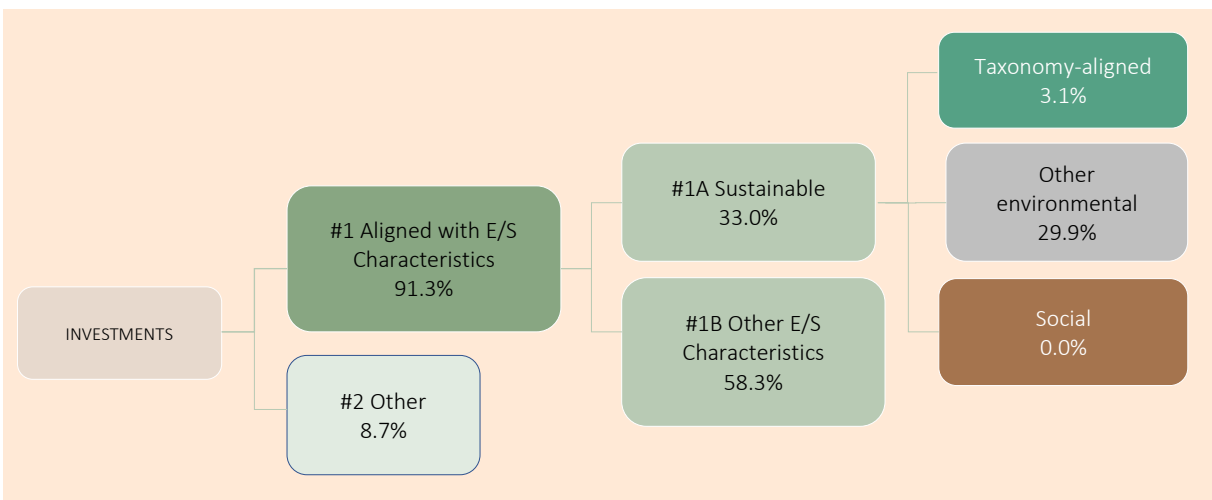 INVESTMENTS
#1 Aligned with E/S
Characteristics
91.3%
#2 Other
8.7%
#1A Sustainable
33.0%
#1B Other E/S
Characteristics
58.3%
Taxonomy-aligned
3.1%
Other
environmental
29.9%
Social
0.0%